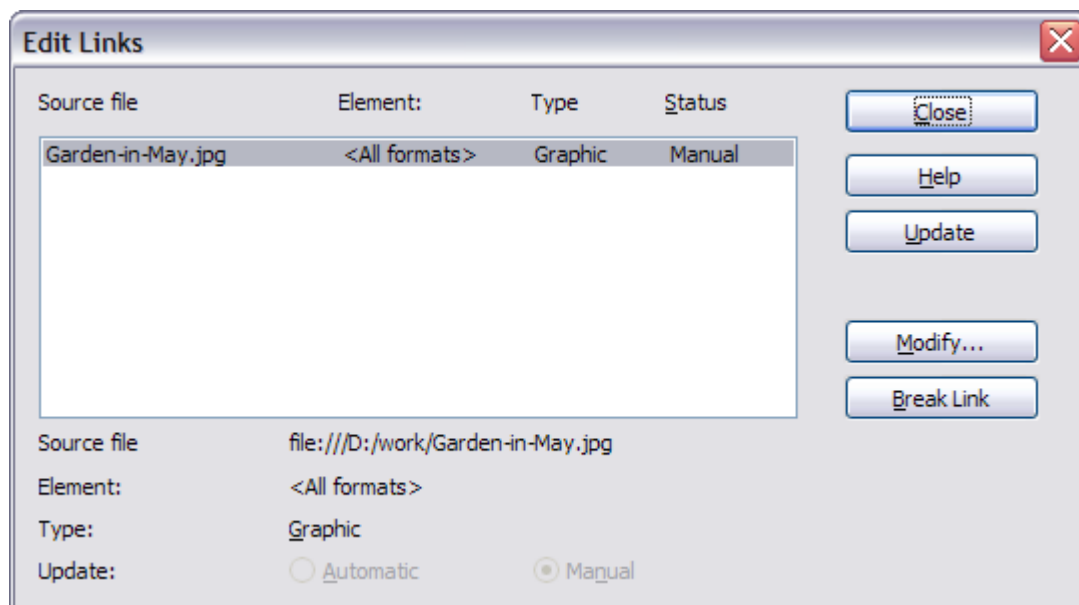 Edit Links
Source file Element: Type Status
Close
Garden-in-May.jpg <All formats> Graphic Manual
Help
Update
Modify...
Break Link
Source file file:///D:/work/Garden-in-May.jpg
Element: <All formats>
Type: Graphic
Update: Automatic Manual